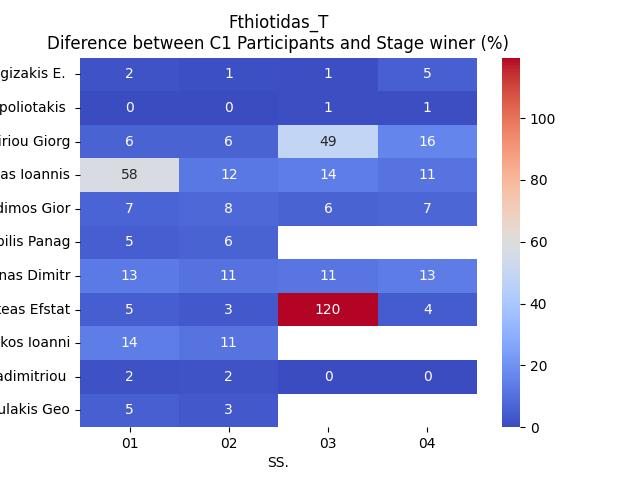 Fthiotidas_T
Diference between C1 Participants and Stage winer (%)
gizakis E. 2 1 1 5
poliotakis 0 0 1 1
iriou Giorg 6 6 49 16
as Ioannis 58 12 14 11
dimos Gior 7 8 6 7
bilis Panag 5 6
nas Dimitr 13 11 11 13
teas Efstat 5 3 120 4
kos Ioanni 14 11
adimitriou 2 2 0 0
ulakis Geo 5 3
01 02 03 04
SS.
100
80
60
40
20
0